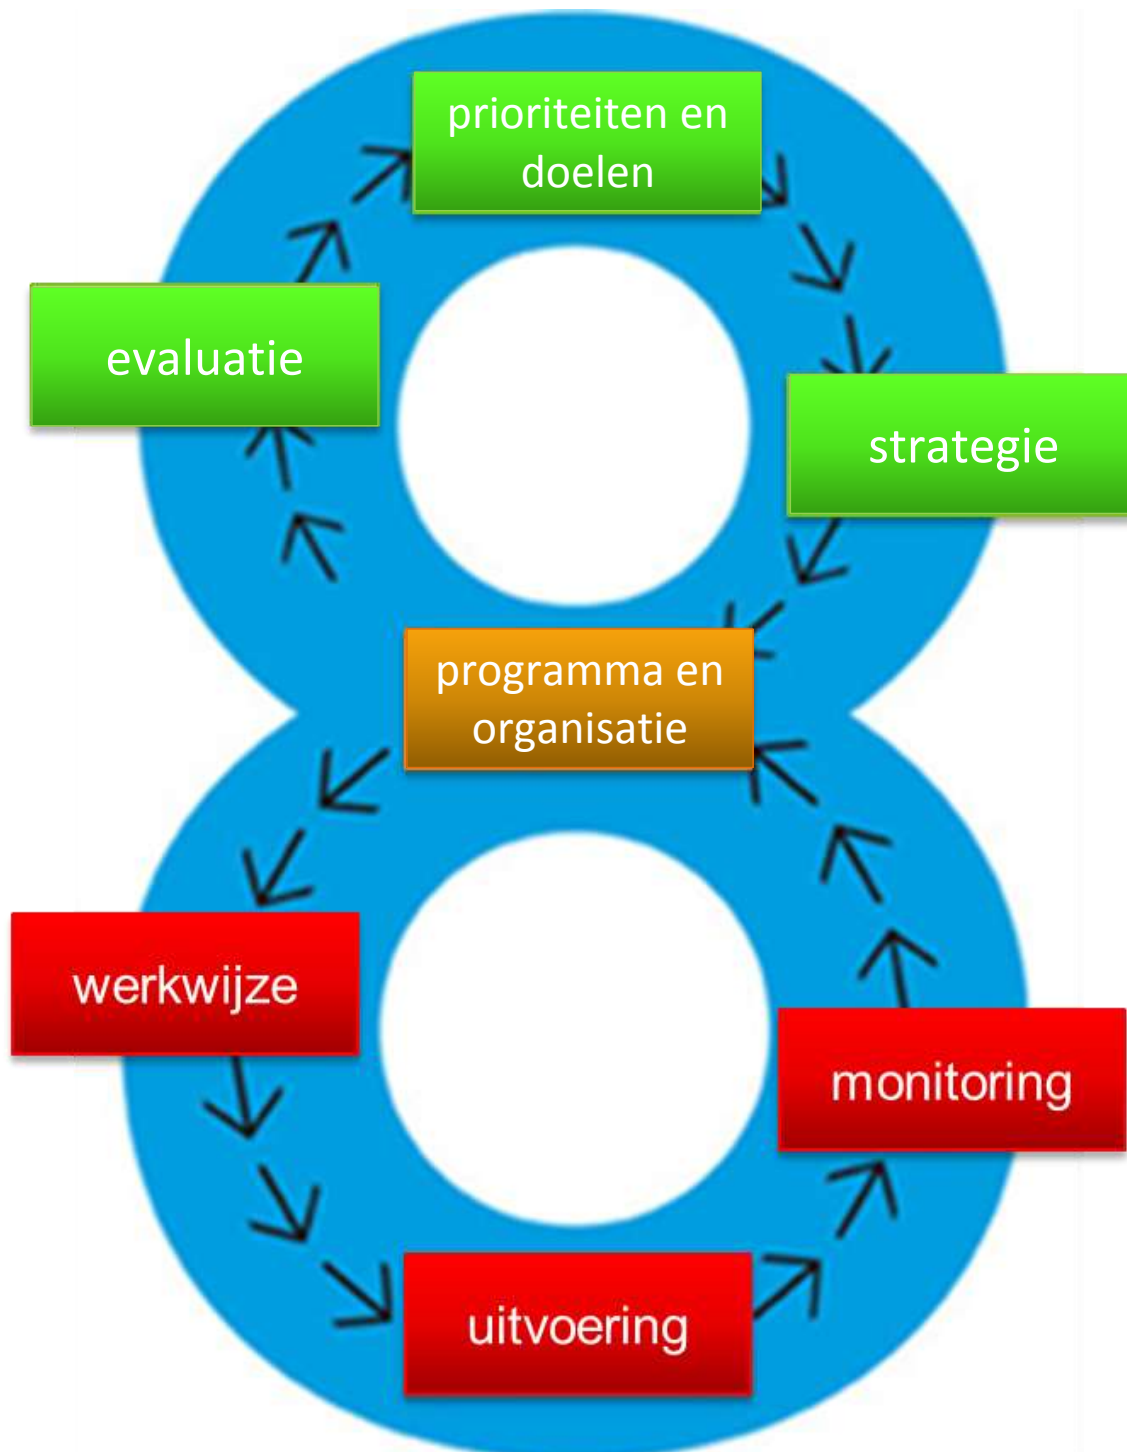 prioriteiten en
doelen
evaluatie
strategie
programma en
organisatie
werkwijze
monitoring
uitvoering